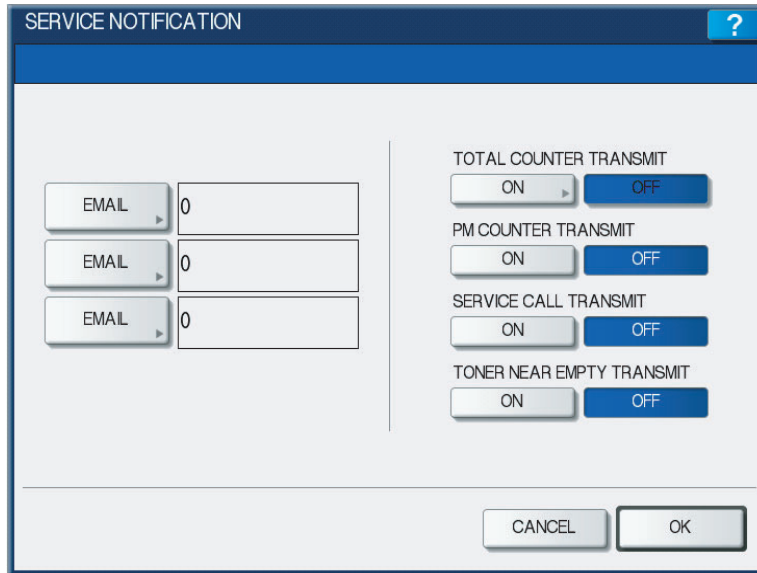 SERVICE NOTIFICATION ?
EMAIL 0
EMAIL 0
EMAIL 0
TOTAL COUNTER TRANSMIT
ON OFF
PM COUNTER TRANSMIT
ON OFF
SERVICE CALL TRANSMIT
ON OFF
TONER NEAR EMPTY TRANSMIT
ON OFF
CANCEL OK